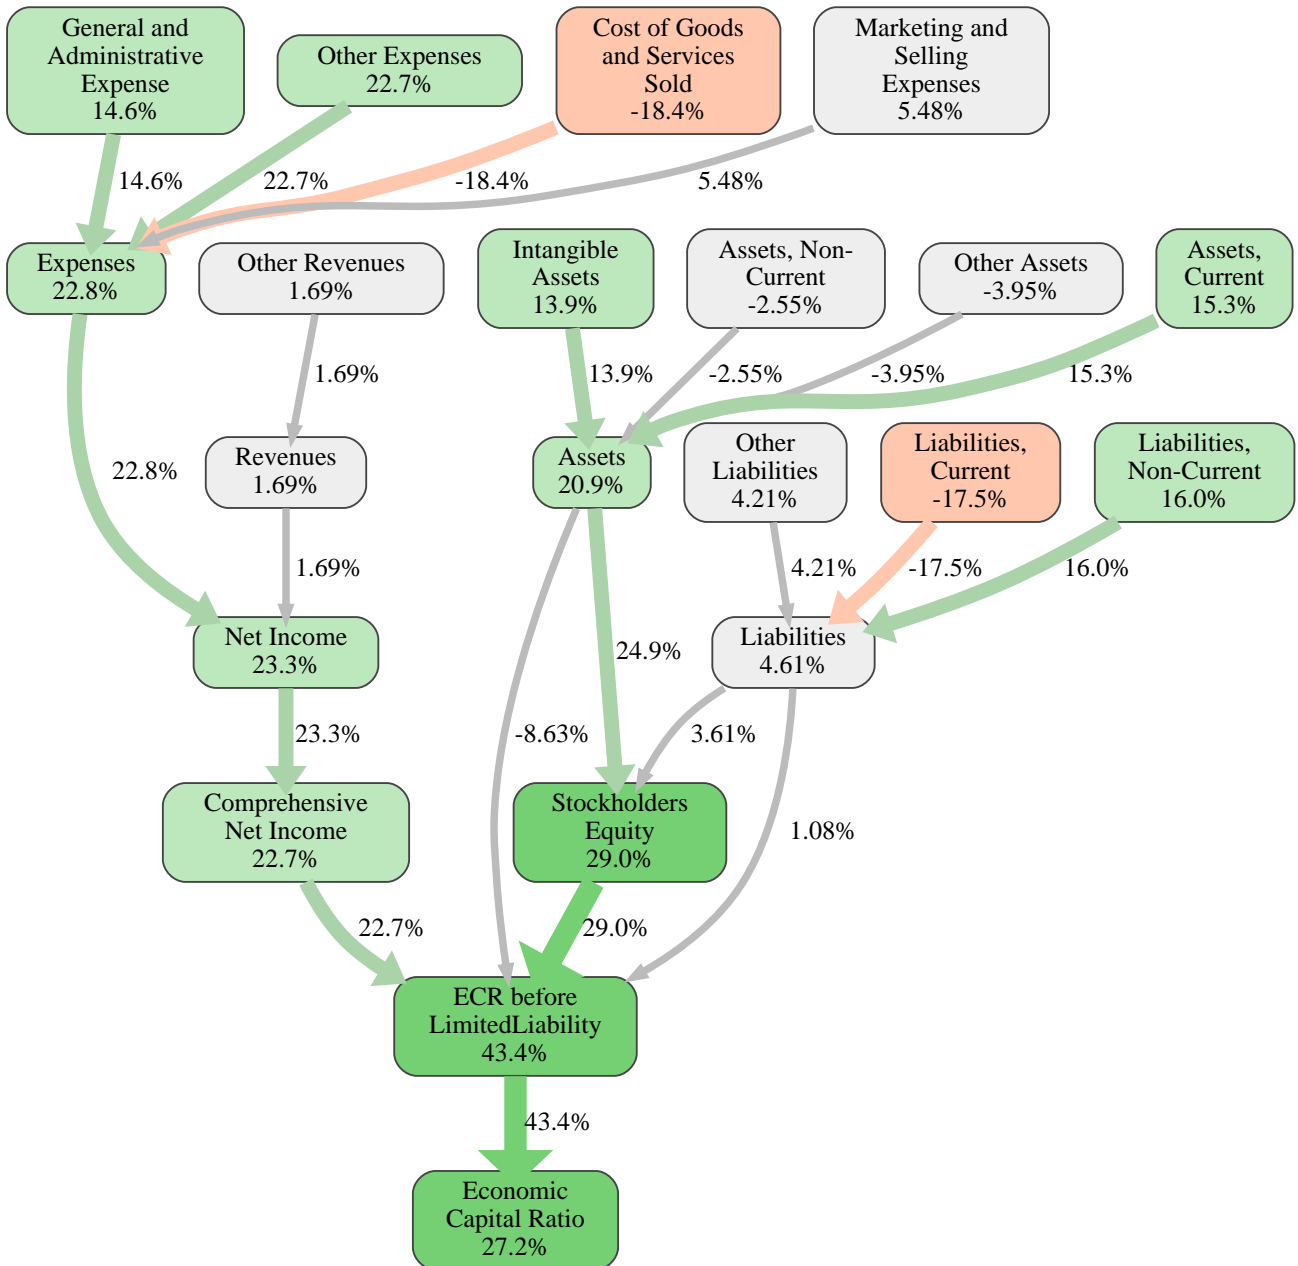 General and
Administrative
Expense
14.6%
Other Expenses
22.7%
Cost of Goods
and Services
Sold
-18.4%
Marketing and
Selling
Expenses
5.48%
14.6%
22.7%
-18.4%
5.48%
Expenses
22.8%
Other Revenues
1.69%
Intangible
Assets
13.9%
Assets, Non-
Current
-2.55%
Other Assets
-3.95%
Assets,
Current
15.3%
1.69%
13.9%
-2.55%
-3.95%
15.3%
22.8%
Revenues
1.69%
Assets
20.9%
Other
Liabilities
4.21%
Liabilities,
Current
-17.5%
Liabilities,
Non-Current
16.0%
1.69%
4.21%
-17.5%
16.0%
Net Income
23.3%
24.9%
Liabilities
4.61%
23.3%
-8.63%
3.61%
Comprehensive
Net Income
22.7%
Stockholders
Equity
29.0%
1.08%
22.7%
29.0%
ECR before
LimitedLiability
43.4%
43.4%
Economic
Capital Ratio
27.2%